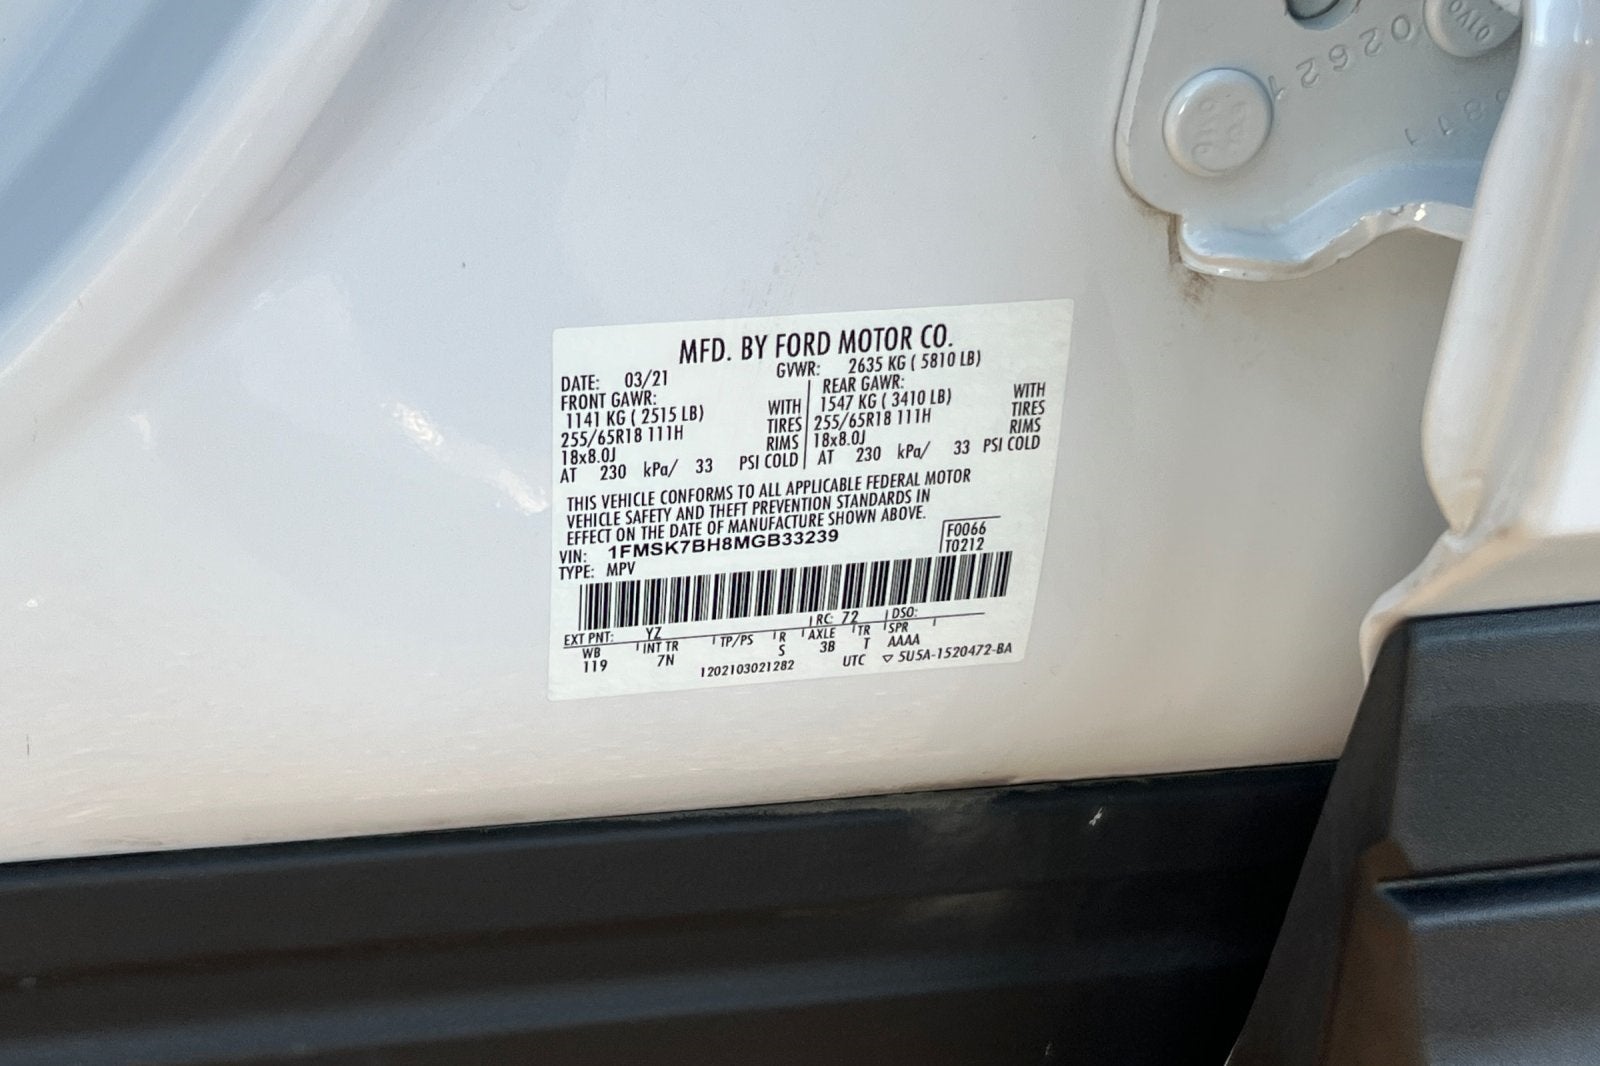 MFD. BY FORD MOTOR CO.
DATE: 03/21 GVWR: 2635 KG ( 5810 LB)
FRONT GAWR: REAR GAWR:
1141 KG ( 2515 LB) WITH 1547 KG ( 3410 LB) WITH
255/65R18 111H TIRES 255/65R18 111H TIRES
18x8.0J RIMS 18x8.0J RIMS
AT 230 kPa/ 33 PSI COLD AT 230 kPa/ 33 PSI COLD
THIS VEHICLE CONFORMS TO ALL APPLICABLE FEDERAL MOTOR
VEHICLE SAFETY AND THEFT PREVENTION STANDARDS IN
EFFECT ON THE DATE OF MANUFACTURE SHOWN ABOVE.
VIN: 1FMSK7BH8MGB33239 F0066
TYPE: MPV T0212
EXT PNT: YZ RC: 72 DSO:
WB INT TR TP/PS R AXLE TR SPR
119 7N S 3B T AAAA
1202103021282 UTC ▽ 5U5A-1520472-BA
02621